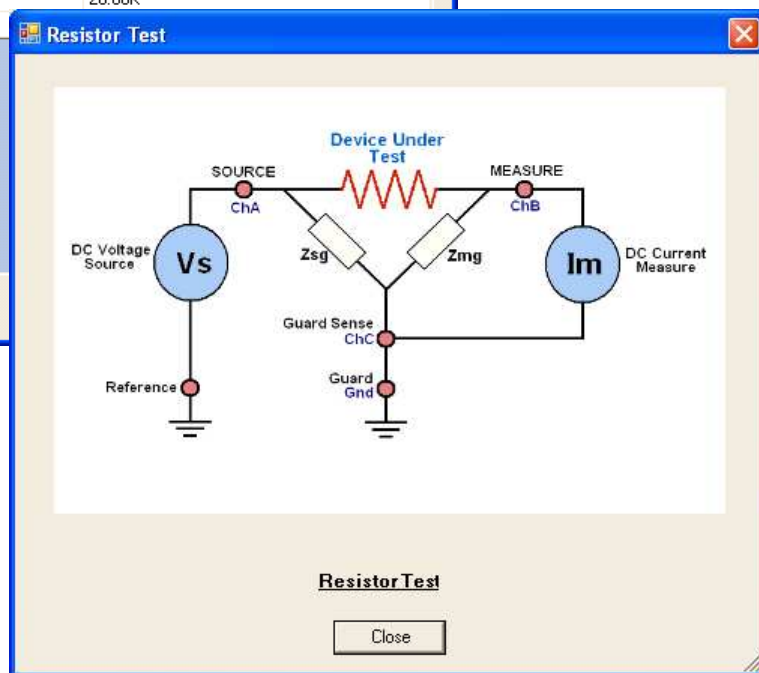 Resistor Test
Device Under
Test
SOURCE
MEASURE
ChA
ChB
DC Voltage
Source
Vs
Zsg
Zmg
Im
DC Current
Measure
Guard Sense
ChC
Guard
Gnd
Reference
Resistor Test
Close